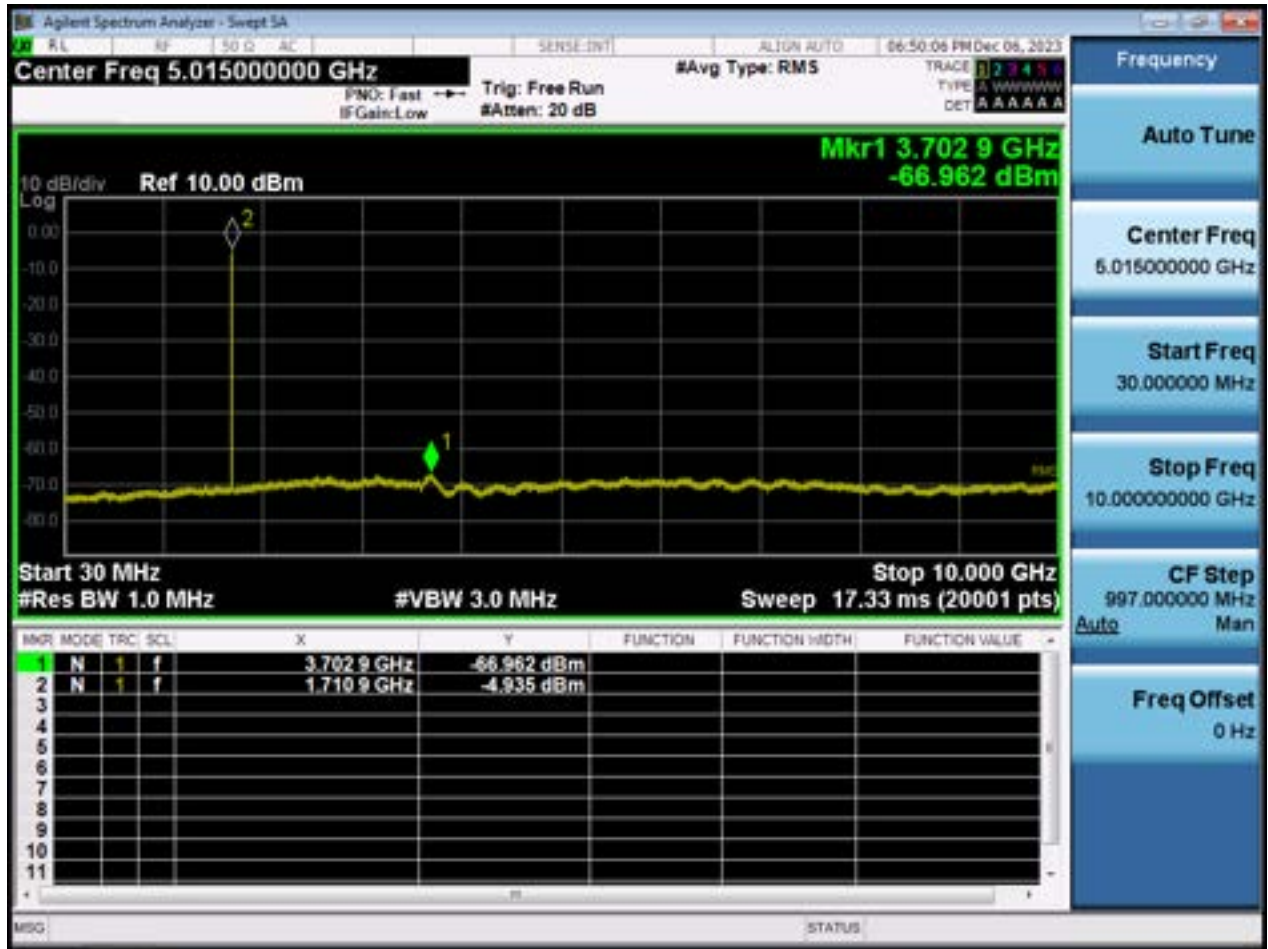 Agilent Spectrum Analyzer - Swept SA
RL RF 50 Ω AC SENSE:INT ALIGN AUTO 06:50:06 PM Dec 06, 2023
Center Freq 5.015000000 GHz
PNO: Fast
IFGain:Low
Trig: Free Run
#Atten: 20 dB
#Avg Type: RMS
TRACE 1 2 3 4 5 6
TYPE A WWWWW
DET A A A A A A
Mkr1 3.702 9 GHz
-66.962 dBm
10 dB/div Ref 10.00 dBm
Log
0.00
-10.0
-20.0
-30.0
-40.0
-50.0
-60.0
-70.0
-80.0
2
1
RMS
Start 30 MHz Stop 10.000 GHz
#Res BW 1.0 MHz #VBW 3.0 MHz Sweep 17.33 ms (20001 pts)
MKR MODE TRC SCL X Y FUNCTION FUNCTION WIDTH FUNCTION VALUE
1 N 1 f 3.702 9 GHz -66.962 dBm
2 N 1 f 1.710 9 GHz -4.935 dBm
3
4
5
6
7
8
9
10
11
MSG STATUS
Frequency
Auto Tune
Center Freq
5.015000000 GHz
Start Freq
30.000000 MHz
Stop Freq
10.000000000 GHz
CF Step
997.000000 MHz
Auto Man
Freq Offset
0 Hz